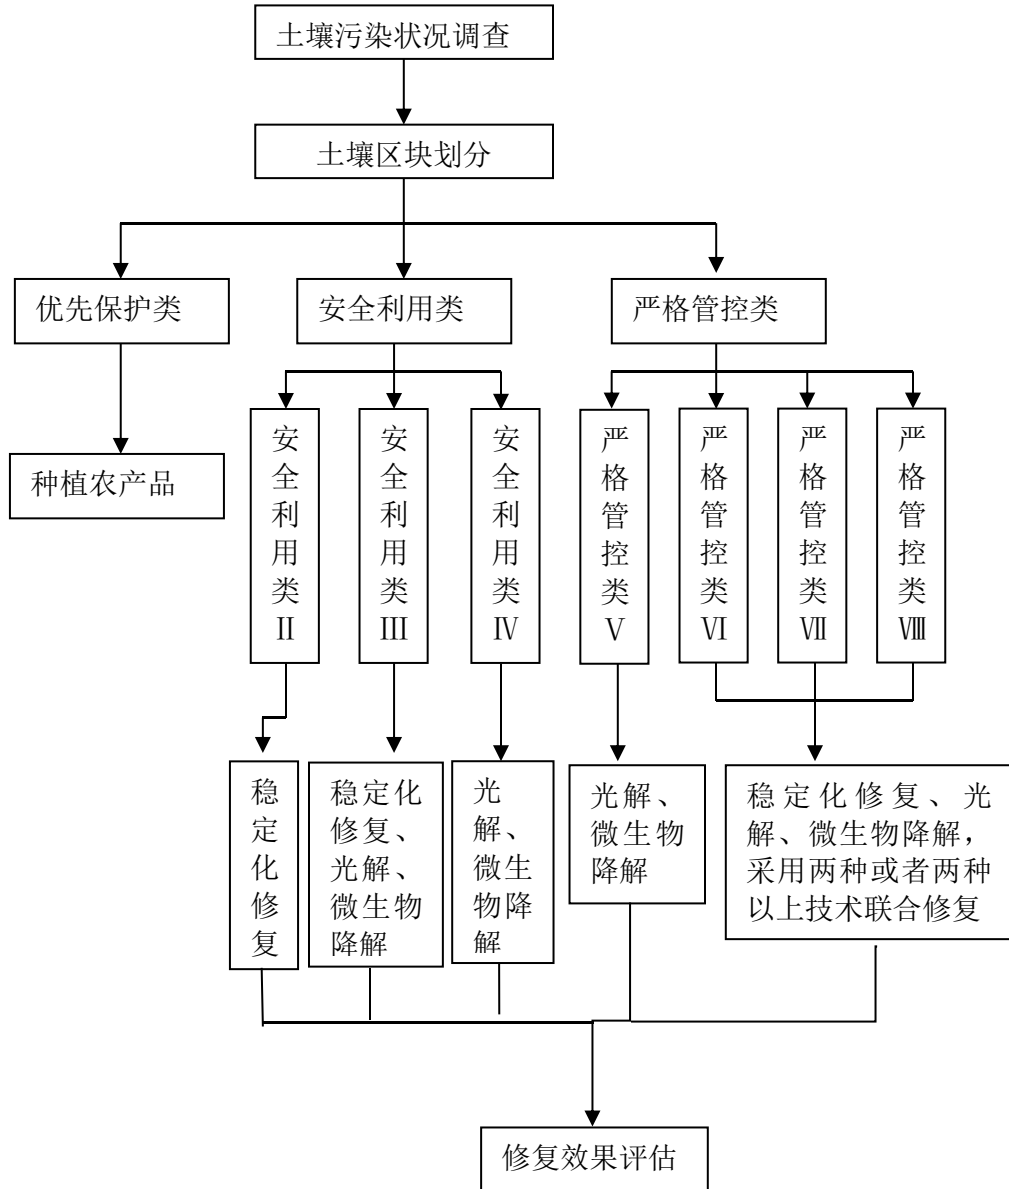 土壤污染状况调查
土壤区块划分
优先保护类
安全利用类
严格管控类
种植农产品
安全利用类Ⅱ
安全利用类Ⅲ
安全利用类Ⅳ
严格管控类Ⅴ
严格管控类Ⅵ
严格管控类Ⅶ
严格管控类Ⅷ
稳定化修复
稳定化
修复、
光解、
微生物
降解
光
解、
微生
物降
解
光解、
微生物
降解
稳定化修复、光
解、微生物降解，
采用两种或者两种
以上技术联合修复
修复效果评估